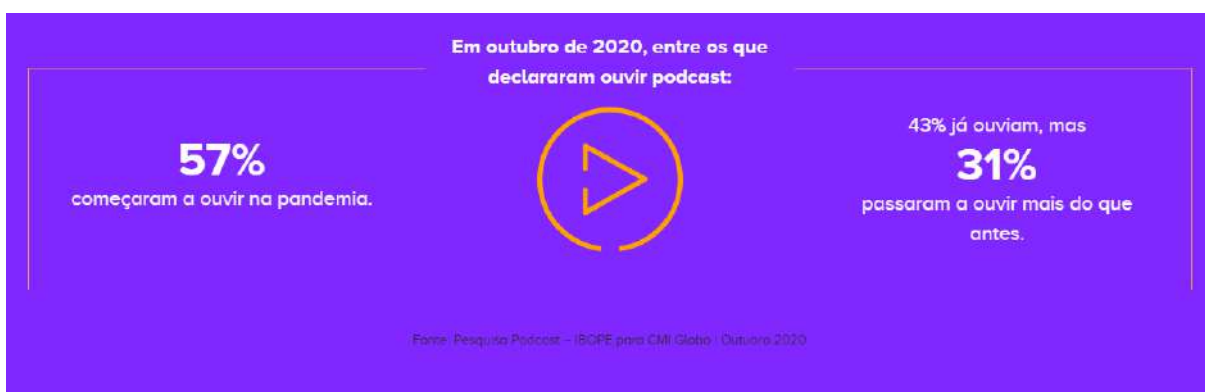 Em outubro de 2020, entre os que
declararam ouvir podcast:
57%
começaram a ouvir na pandemia.
43% já ouviam, mas
31%
passaram a ouvir mais do que
antes.
Fonte: Pesquisa Podcast – IBOPE para CMI Globo | Outubro 2020